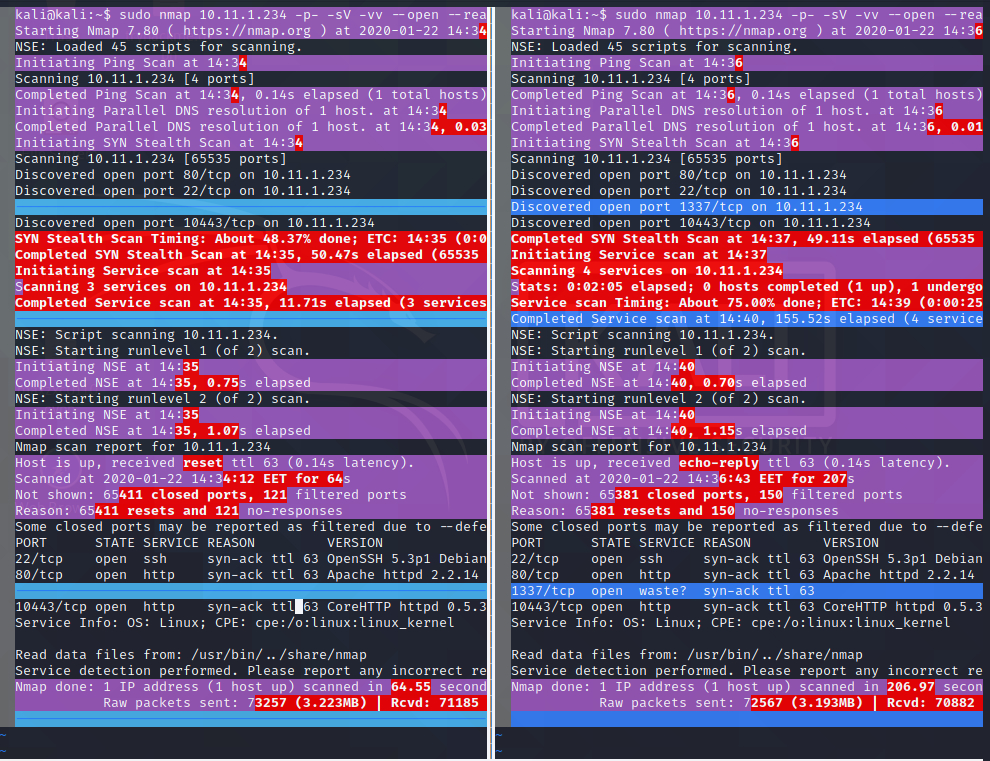 kali@kali:~$ sudo nmap 10.11.1.234 -p- -sV -vv --open --rea
Starting Nmap 7.80 ( https://nmap.org ) at 2020-01-22 14:34
NSE: Loaded 45 scripts for scanning.
Initiating Ping Scan at 14:34
Scanning 10.11.1.234 [4 ports]
Completed Ping Scan at 14:34, 0.14s elapsed (1 total hosts)
Initiating Parallel DNS resolution of 1 host. at 14:34
Completed Parallel DNS resolution of 1 host. at 14:34, 0.03
Initiating SYN Stealth Scan at 14:34
Scanning 10.11.1.234 [65535 ports]
Discovered open port 80/tcp on 10.11.1.234
Discovered open port 22/tcp on 10.11.1.234
Discovered open port 10443/tcp on 10.11.1.234
SYN Stealth Scan Timing: About 48.37% done; ETC: 14:35 (0:0
Completed SYN Stealth Scan at 14:35, 50.47s elapsed (65535
Initiating Service scan at 14:35
Scanning 3 services on 10.11.1.234
Completed Service scan at 14:35, 11.71s elapsed (3 services
NSE: Script scanning 10.11.1.234.
NSE: Starting runlevel 1 (of 2) scan.
Initiating NSE at 14:35
Completed NSE at 14:35, 0.75s elapsed
NSE: Starting runlevel 2 (of 2) scan.
Initiating NSE at 14:35
Completed NSE at 14:35, 1.07s elapsed
Nmap scan report for 10.11.1.234
Host is up, received reset ttl 63 (0.14s latency).
Scanned at 2020-01-22 14:34:12 EET for 64s
Not shown: 65411 closed ports, 121 filtered ports
Reason: 65411 resets and 121 no-responses
Some closed ports may be reported as filtered due to --defe
PORT STATE SERVICE REASON VERSION
22/tcp open ssh syn-ack ttl 63 OpenSSH 5.3p1 Debian
80/tcp open http syn-ack ttl 63 Apache httpd 2.2.14
10443/tcp open http syn-ack ttl 63 CoreHTTP httpd 0.5.3
Service Info: OS: Linux; CPE: cpe:/o:linux:linux_kernel
Read data files from: /usr/bin/../share/nmap
Service detection performed. Please report any incorrect re
Nmap done: 1 IP address (1 host up) scanned in 64.55 second
Raw packets sent: 73257 (3.223MB) | Rcvd: 71185
~
~
kali@kali:~$ sudo nmap 10.11.1.234 -p- -sV -vv --open --rea
Starting Nmap 7.80 ( https://nmap.org ) at 2020-01-22 14:36
NSE: Loaded 45 scripts for scanning.
Initiating Ping Scan at 14:36
Scanning 10.11.1.234 [4 ports]
Completed Ping Scan at 14:36, 0.14s elapsed (1 total hosts)
Initiating Parallel DNS resolution of 1 host. at 14:36
Completed Parallel DNS resolution of 1 host. at 14:36, 0.01
Initiating SYN Stealth Scan at 14:36
Scanning 10.11.1.234 [65535 ports]
Discovered open port 80/tcp on 10.11.1.234
Discovered open port 22/tcp on 10.11.1.234
Discovered open port 1337/tcp on 10.11.1.234
Discovered open port 10443/tcp on 10.11.1.234
Completed SYN Stealth Scan at 14:37, 49.11s elapsed (65535
Initiating Service scan at 14:37
Scanning 4 services on 10.11.1.234
Stats: 0:02:05 elapsed; 0 hosts completed (1 up), 1 undergo
Service scan Timing: About 75.00% done; ETC: 14:39 (0:00:25
Completed Service scan at 14:40, 155.52s elapsed (4 service
NSE: Script scanning 10.11.1.234.
NSE: Starting runlevel 1 (of 2) scan.
Initiating NSE at 14:40
Completed NSE at 14:40, 0.70s elapsed
NSE: Starting runlevel 2 (of 2) scan.
Initiating NSE at 14:40
Completed NSE at 14:40, 1.15s elapsed
Nmap scan report for 10.11.1.234
Host is up, received echo-reply ttl 63 (0.14s latency).
Scanned at 2020-01-22 14:36:43 EET for 207s
Not shown: 65381 closed ports, 150 filtered ports
Reason: 65381 resets and 150 no-responses
Some closed ports may be reported as filtered due to --defe
PORT STATE SERVICE REASON VERSION
22/tcp open ssh syn-ack ttl 63 OpenSSH 5.3p1 Debian
80/tcp open http syn-ack ttl 63 Apache httpd 2.2.14
1337/tcp open waste? syn-ack ttl 63
10443/tcp open http syn-ack ttl 63 CoreHTTP httpd 0.5.3
Service Info: OS: Linux; CPE: cpe:/o:linux:linux_kernel
Read data files from: /usr/bin/../share/nmap
Service detection performed. Please report any incorrect re
Nmap done: 1 IP address (1 host up) scanned in 206.97 secon
Raw packets sent: 72567 (3.193MB) | Rcvd: 70882
~
~